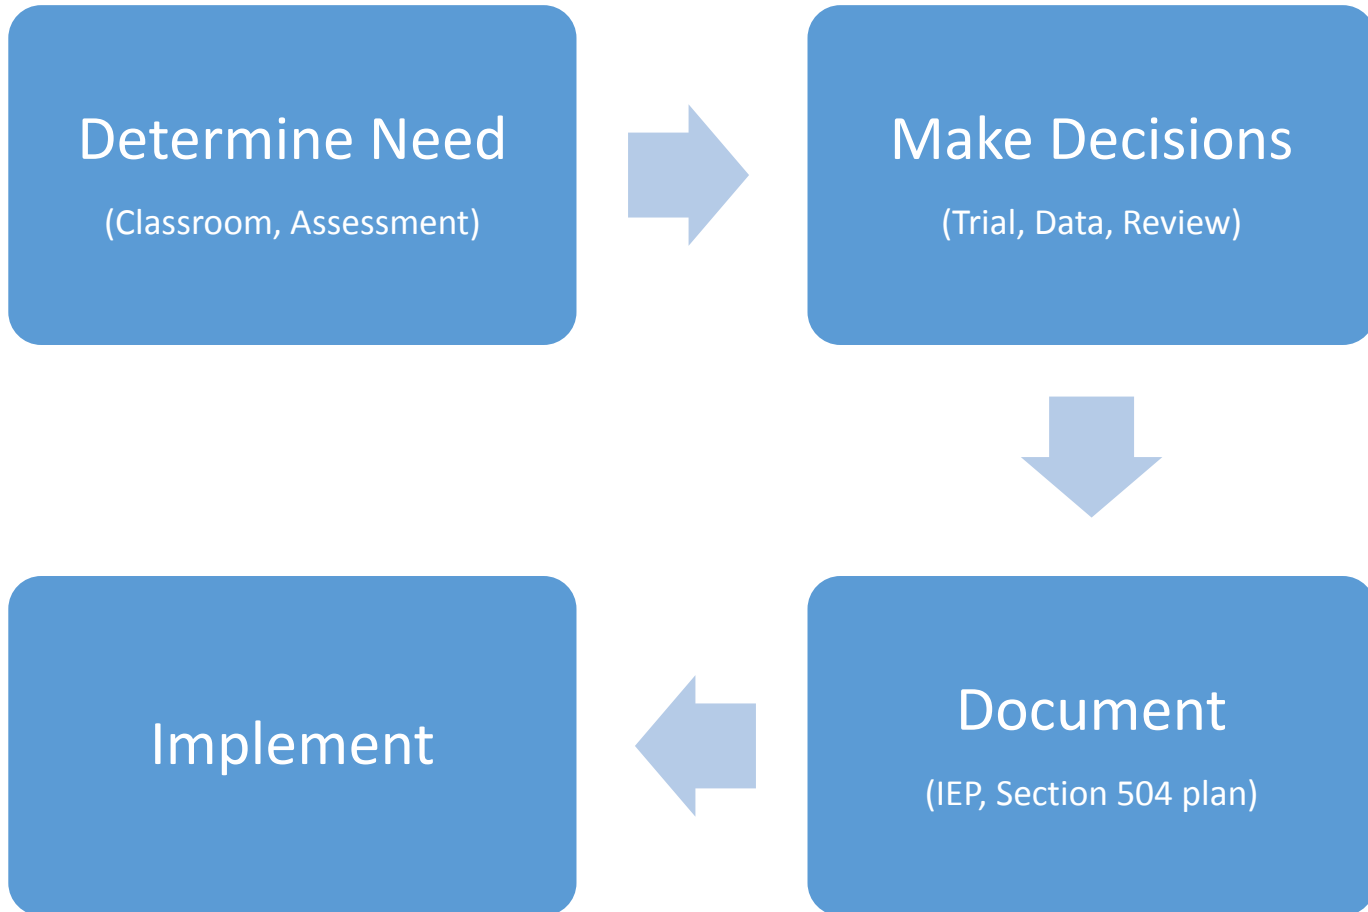 Determine Need
(Classroom, Assessment)
Make Decisions
(Trial, Data, Review)
Document
(IEP, Section 504 plan)
Implement